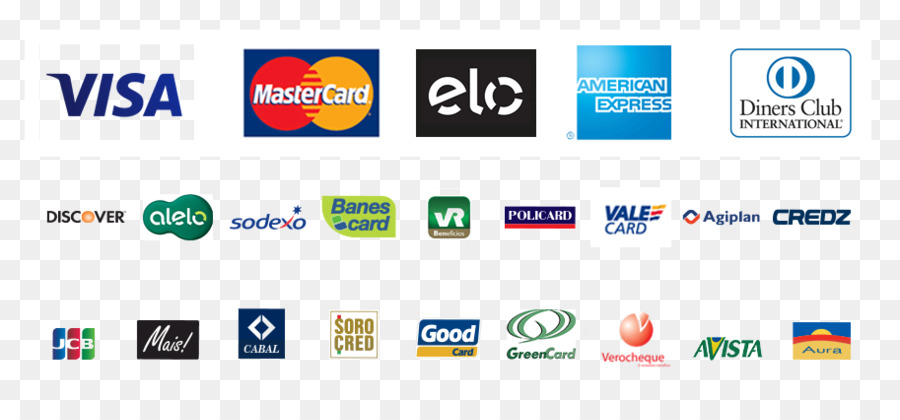 VISA
MasterCard
elo
AMERICAN
EXPRESS
Diners Club
INTERNATIONAL
DISCOVER
alelo
sodexo
Banes
card
VR
Benefícios
POLICARD
VALE
CARD
Agiplan
CREDZ
JCB
Mais!
CABAL
SORO
CRED
Good
Card
GreenCard
Verocheque
AVISTA
Aura